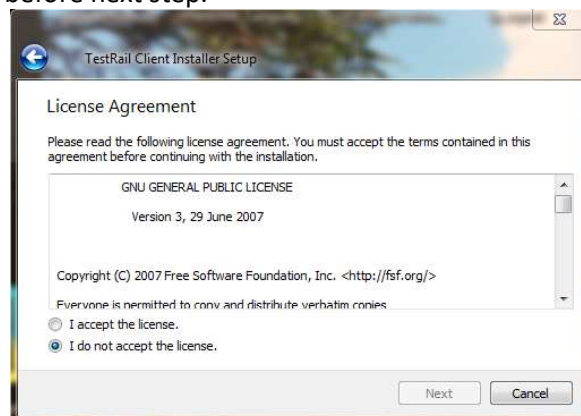 before next step.
TestRail Client Installer Setup
License Agreement
Please read the following license agreement. You must accept the terms contained in this
agreement before continuing with the installation.
GNU GENERAL PUBLIC LICENSE
Version 3, 29 June 2007
Copyright (C) 2007 Free Software Foundation, Inc. <http://fsf.org/>
Everyone is permitted to copy and distribute verbatim copies
I accept the license.
I do not accept the license.
Next Cancel